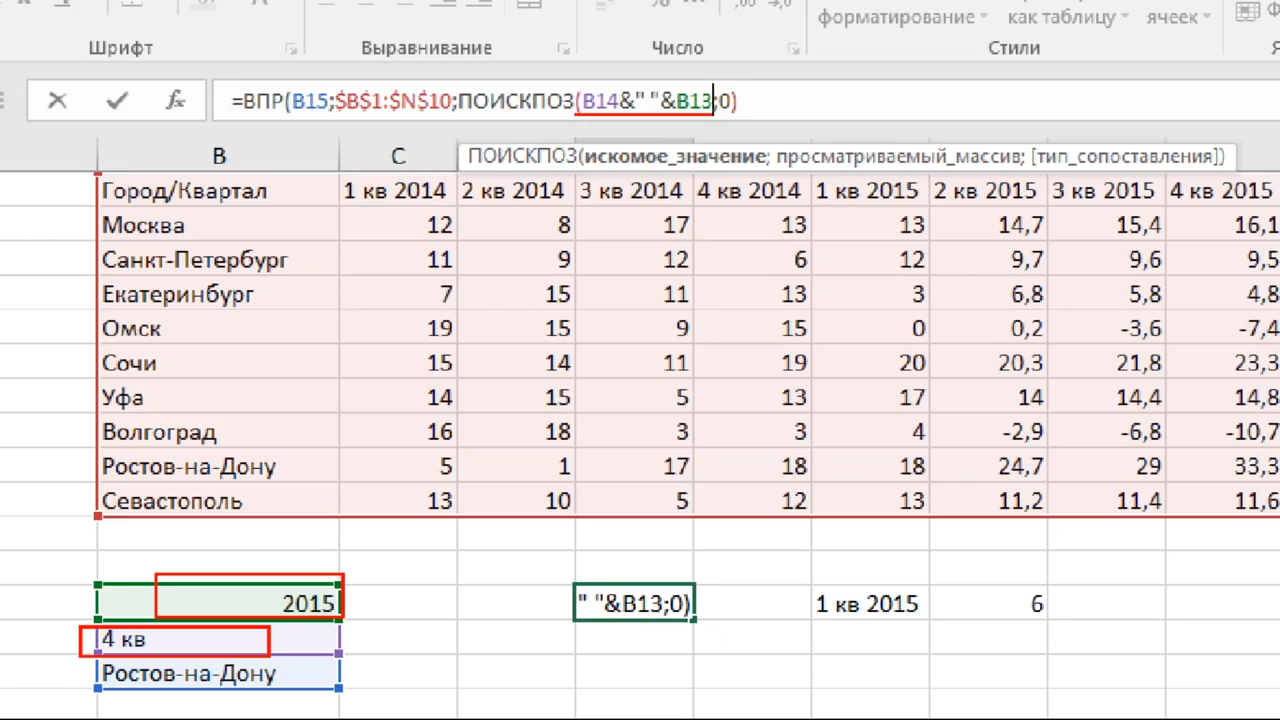 форматирование как таблицу ячеек
Шрифт Выравнивание Число Стили
=ВПР(B15;$B$1:$N$10;ПОИСКПОЗ(B14&" "&B13;0)
B C
ПОИСКПОЗ(искомое_значение; просматриваемый_массив; [тип_сопоставления])
Город/Квартал 1 кв 2014 2 кв 2014 3 кв 2014 4 кв 2014 1 кв 2015 2 кв 2015 3 кв 2015 4 кв 2015
Москва 12 8 17 13 13 14,7 15,4 16,1
Санкт-Петербург 11 9 12 6 12 9,7 9,6 9,5
Екатеринбург 7 15 11 13 3 6,8 5,8 4,8
Омск 19 15 9 15 0 0,2 -3,6 -7,4
Сочи 15 14 11 19 20 20,3 21,8 23,3
Уфа 14 15 5 13 17 14 14,4 14,8
Волгоград 16 18 3 3 4 -2,9 -6,8 -10,7
Ростов-на-Дону 5 1 17 18 18 24,7 29 33,3
Севастополь 13 10 5 12 13 11,2 11,4 11,6
2015 " "&B13;0) 1 кв 2015 6
4 кв
Ростов-на-Дону